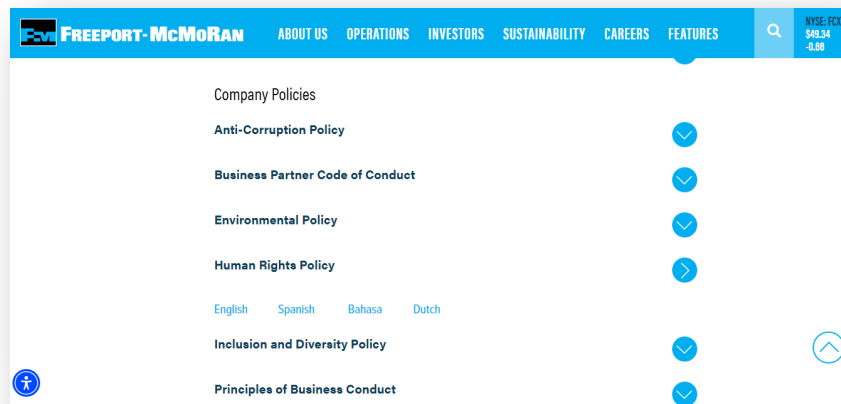 FCX FREEPORT-MCMORAN ABOUT US OPERATIONS INVESTORS SUSTAINABILITY CAREERS FEATURES
NYSE: FCX
$49.34
-0.66
Company Policies
Anti-Corruption Policy
Business Partner Code of Conduct
Environmental Policy
Human Rights Policy
English Spanish Bahasa Dutch
Inclusion and Diversity Policy
Principles of Business Conduct